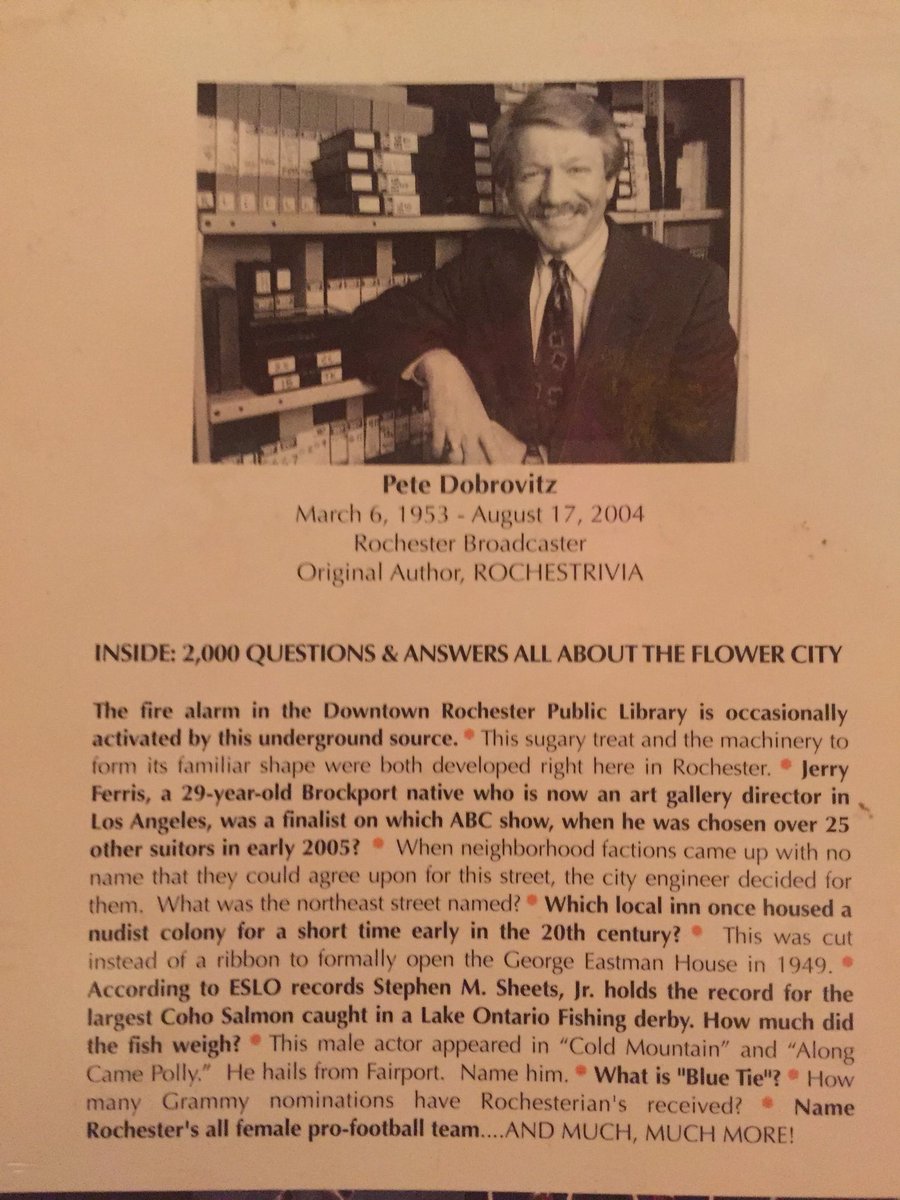 Pete Dobrovitz
March 6, 1953 - August 17, 2004
Rochester Broadcaster
Original Author, ROCHESTRIVIA
INSIDE: 2,000 QUESTIONS & ANSWERS ALL ABOUT THE FLOWER CITY
The fire alarm in the Downtown Rochester Public Library is occasionally
activated by this underground source. • This sugary treat and the machinery to
form its familiar shape were both developed right here in Rochester. • Jerry
Ferris, a 29-year-old Brockport native who is now an art gallery director in
Los Angeles, was a finalist on which ABC show, when he was chosen over 25
other suitors in early 2005? • When neighborhood factions came up with no
name that they could agree upon for this street, the city engineer decided for
them. What was the northeast street named? • Which local inn once housed a
nudist colony for a short time early in the 20th century? • This was cut
instead of a ribbon to formally open the George Eastman House in 1949. •
According to ESLO records Stephen M. Sheets, Jr. holds the record for the
largest Coho Salmon caught in a Lake Ontario Fishing derby. How much did
the fish weigh? • This male actor appeared in “Cold Mountain” and “Along
Came Polly.” He hails from Fairport. Name him. • What is "Blue Tie"? • How
many Grammy nominations have Rochesterian's received? • Name
Rochester's all female pro-football team....AND MUCH, MUCH MORE!